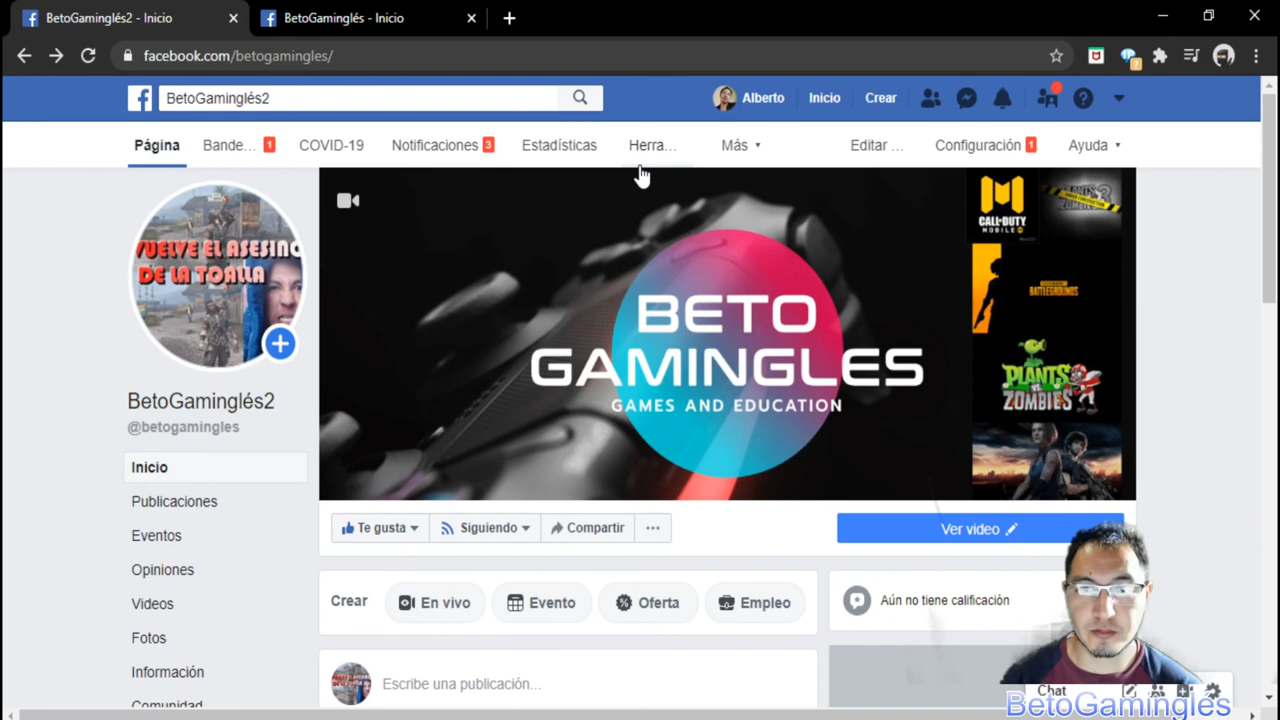 BetoGaminglés2 - Inicio
BetoGaminglés - Inicio
facebook.com/betogamingles/
7
BetoGaminglés2
Alberto
Inicio
Crear
Página
Bande... 1
COVID-19
Notificaciones 3
Estadísticas
Herra...
Más
Editar ...
Configuración 1
Ayuda
VUELVE EL ASESINO
DE LA TOALLA
BETO
GAMINGLES
GAMES AND EDUCATION
CALL·DUTY
MOBILE
BATTLEGROUNDS
PLANTS
VS.
ZOMBIES
BetoGaminglés2
@betogamingles
Inicio
Publicaciones
Eventos
Opiniones
Videos
Fotos
Información
Comunidad
Te gusta
Siguiendo
Compartir
...
Ver video
Crear
En vivo
Evento
Oferta
Empleo
Aún no tiene calificación
Escribe una publicación...
Chat
BetoGamingles